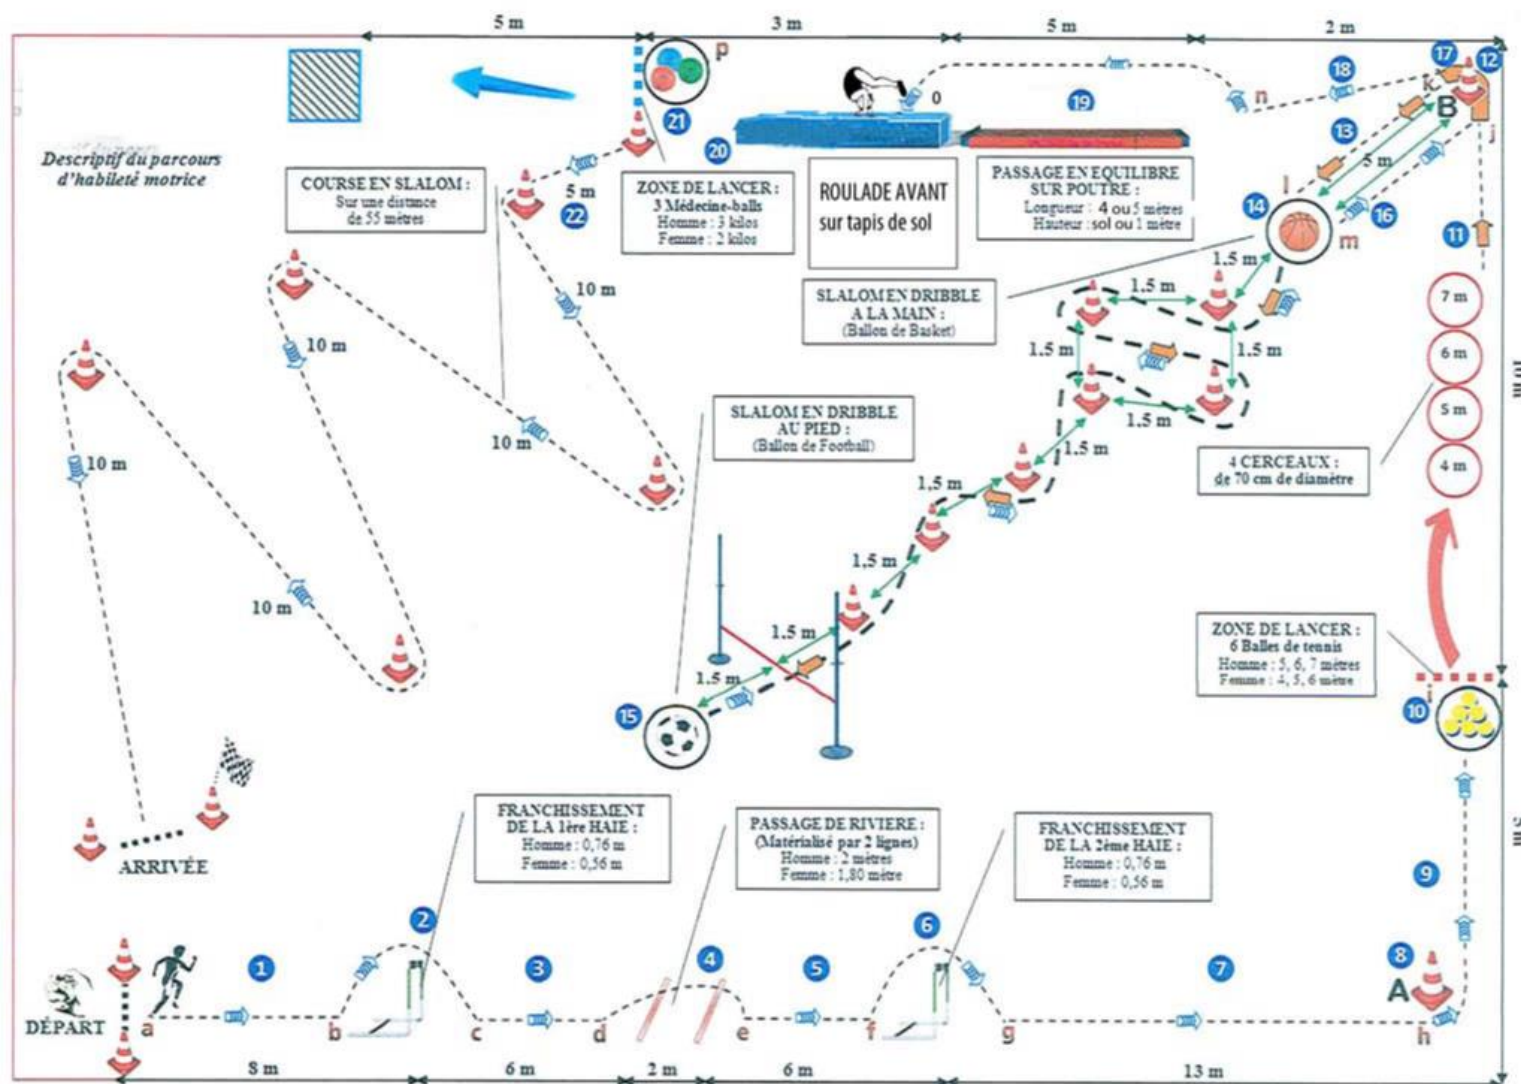 5 m
3 m
5 m
2 m
Descriptif du parcours
d'habileté motrice
p
o
n
17
12
18
k
B
19
13
j
21
20
5 m
COURSE EN SLALOM :
Sur une distance
de 55 mètres
5 m
22
ZONE DE LANCER :
3 Médecine-balls
Homme : 3 kilos
Femme : 2 kilos
ROULADE AVANT
sur tapis de sol
PASSAGE EN EQUILIBRE
SUR POUTRE :
Longueur : 4 ou 5 mètres
Hauteur : sol ou 1 mètre
l
14
16
m
11
1.5 m
10 m
1.5 m
SLALOM EN DRIBBLE
A LA MAIN :
(Ballon de Basket)
7 m
10 m
1.5 m
1.5 m
6 m
10 m
SLALOM EN DRIBBLE
AU PIED :
(Ballon de Football)
1.5 m
5 m
10 m
10 m
1.5 m
4 CERCEAUX :
de 70 cm de diamètre
4 m
1,5 m
1,5 m
10 m
1.5 m
ZONE DE LANCER :
6 Balles de tennis
Homme : 5, 6, 7 mètres
Femme : 4, 5, 6 mètre
1.5 m
i
15
10
FRANCHISSEMENT
DE LA 1ère HAIE :
Homme : 0,76 m
Femme : 0,56 m
PASSAGE DE RIVIERE :
(Matérialisé par 2 lignes)
Homme : 2 mètres
Femme : 1,80 mètre
FRANCHISSEMENT
DE LA 2ème HAIE :
Homme : 0,76 m
Femme : 0,56 m
5 m
ARRIVÉE
9
2
6
1
3
4
5
7
8
A
DÉPART
a
b
c
d
e
f
g
h
8 m
6 m
2 m
6 m
13 m